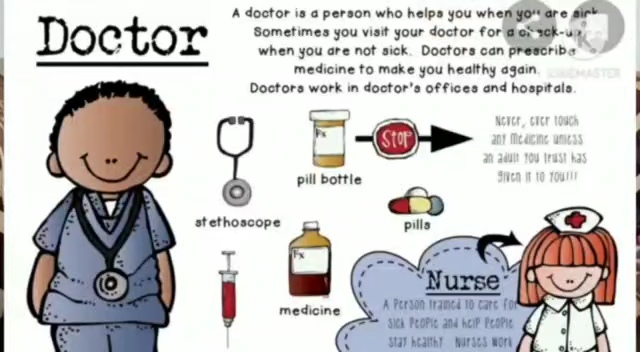 Doctor
A doctor is a person who helps you when you are sick.
Sometimes you visit your doctor for a check-up
when you are not sick. Doctors can prescribe
medicine to make you healthy again.
Doctors work in doctor's offices and hospitals.
KINEMASTER
stethoscope
Rx
pill bottle
STOP
Never, ever touch
any medicine unless
an adult you trust has
given it to you!!!
pills
Rx
medicine
Nurse
A person trained to care for
sick people and help people
stay healthy. Nurses work